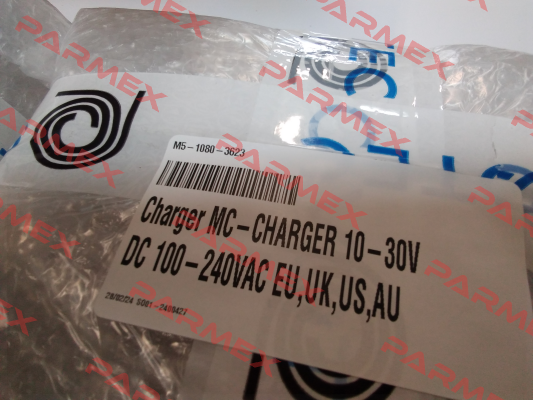 M5-1080-3623
Charger MC-CHARGER 10-30V
DC 100-240VAC EU,UK,US,AU
PARMEX